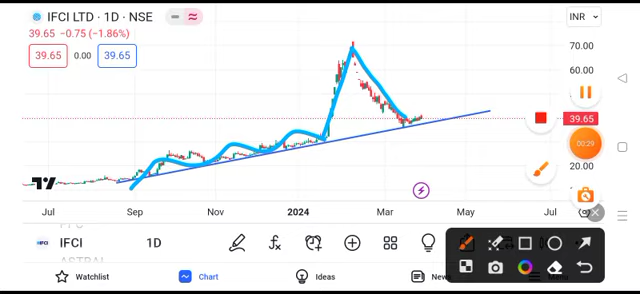 IFCI LTD · 1D · NSE
INR
39.65 −0.75 (−1.86%)
39.65 0.00 39.65
70.00
60.00
39.65
00:29
20.00
Jul Sep Nov 2024 Mar May Jul
IFCI 1D
ASTRAL
Watchlist Chart Ideas News